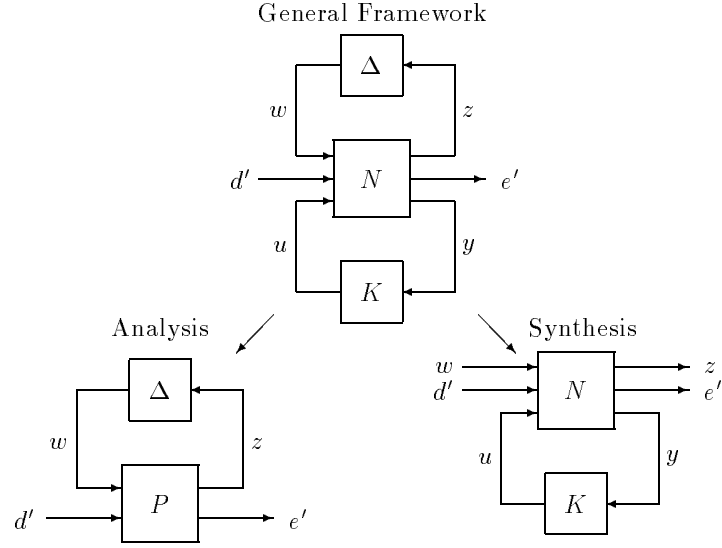 General Framework
Δ
w
z
d′
N
e′
u
y
K
Analysis
Synthesis
Δ
w
z
d′
P
e′
w
z
d′
N
e′
u
y
K